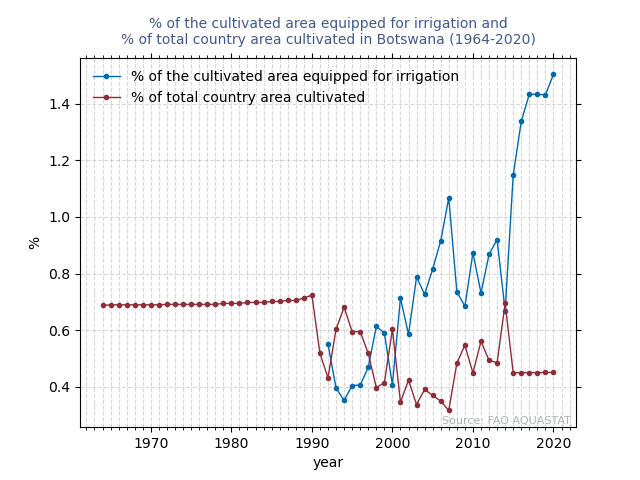 % of the cultivated area equipped for irrigation and
% of total country area cultivated in Botswana (1964-2020)
% of the cultivated area equipped for irrigation
% of total country area cultivated
1.4
1.2
1.0
0.8
0.6
0.4
%
Source: FAO AQUASTAT
1970 1980 1990 2000 2010 2020
year